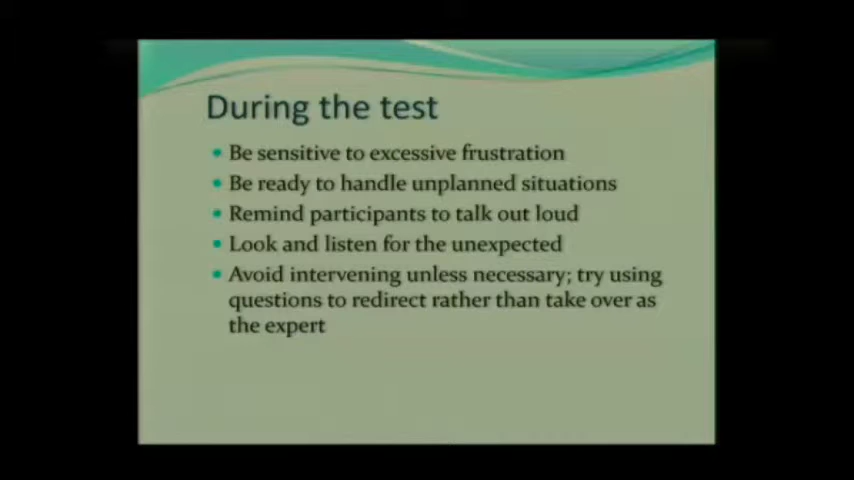 During the test
• Be sensitive to excessive frustration
• Be ready to handle unplanned situations
• Remind participants to talk out loud
• Look and listen for the unexpected
• Avoid intervening unless necessary; try using
questions to redirect rather than take over as
the expert